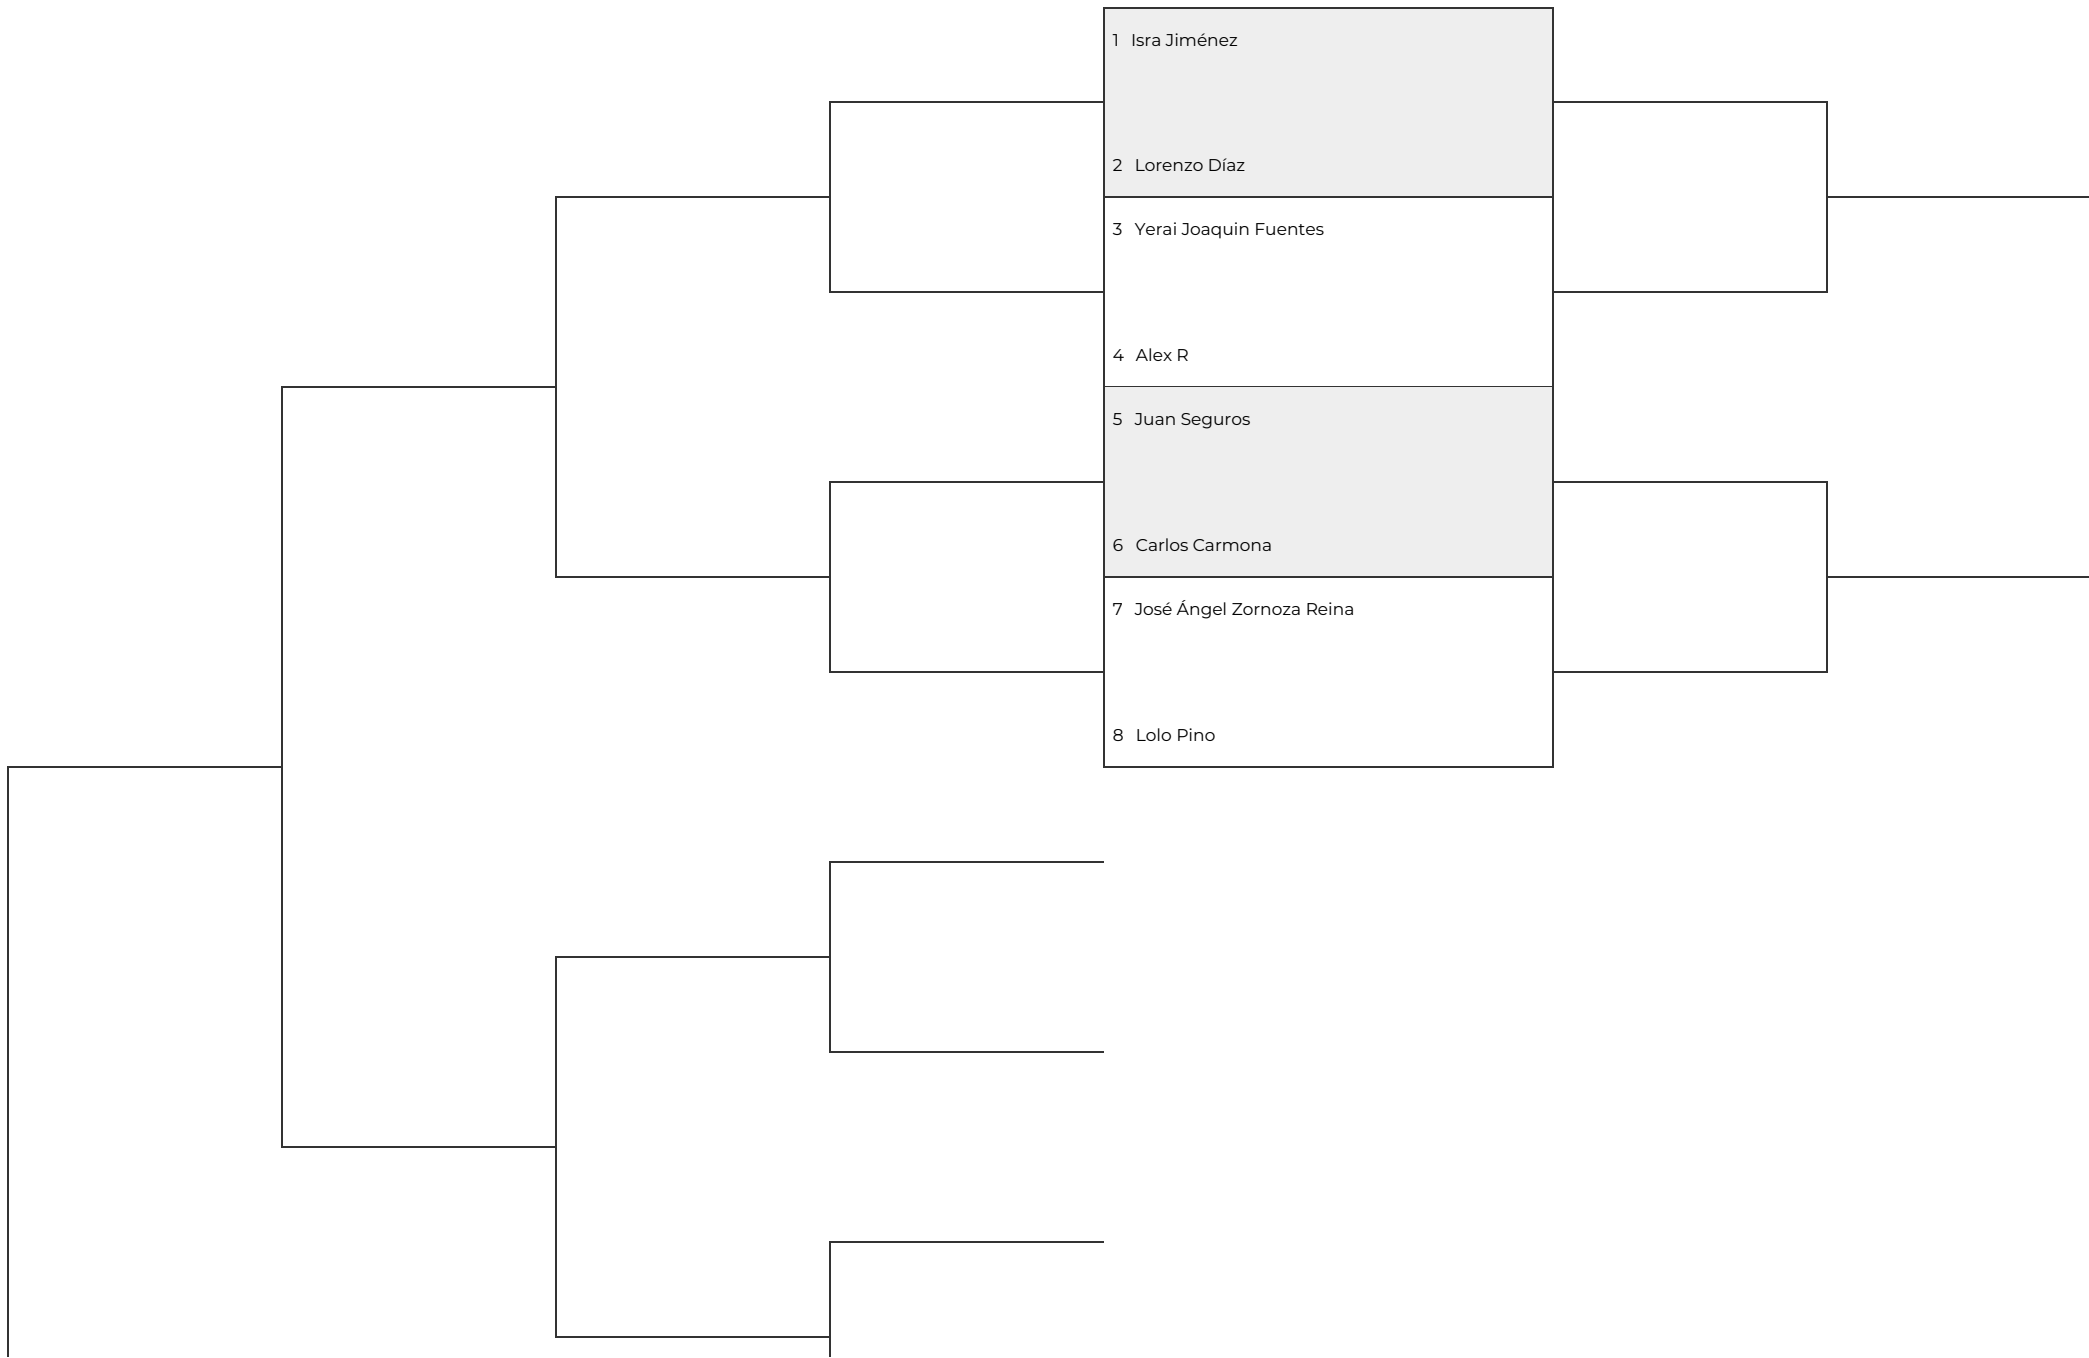 1 Isra Jiménez
2 Lorenzo Díaz
3 Yerai Joaquin Fuentes
4 Alex R
5 Juan Seguros
6 Carlos Carmona
7 José Ángel Zornoza Reina
8 Lolo Pino